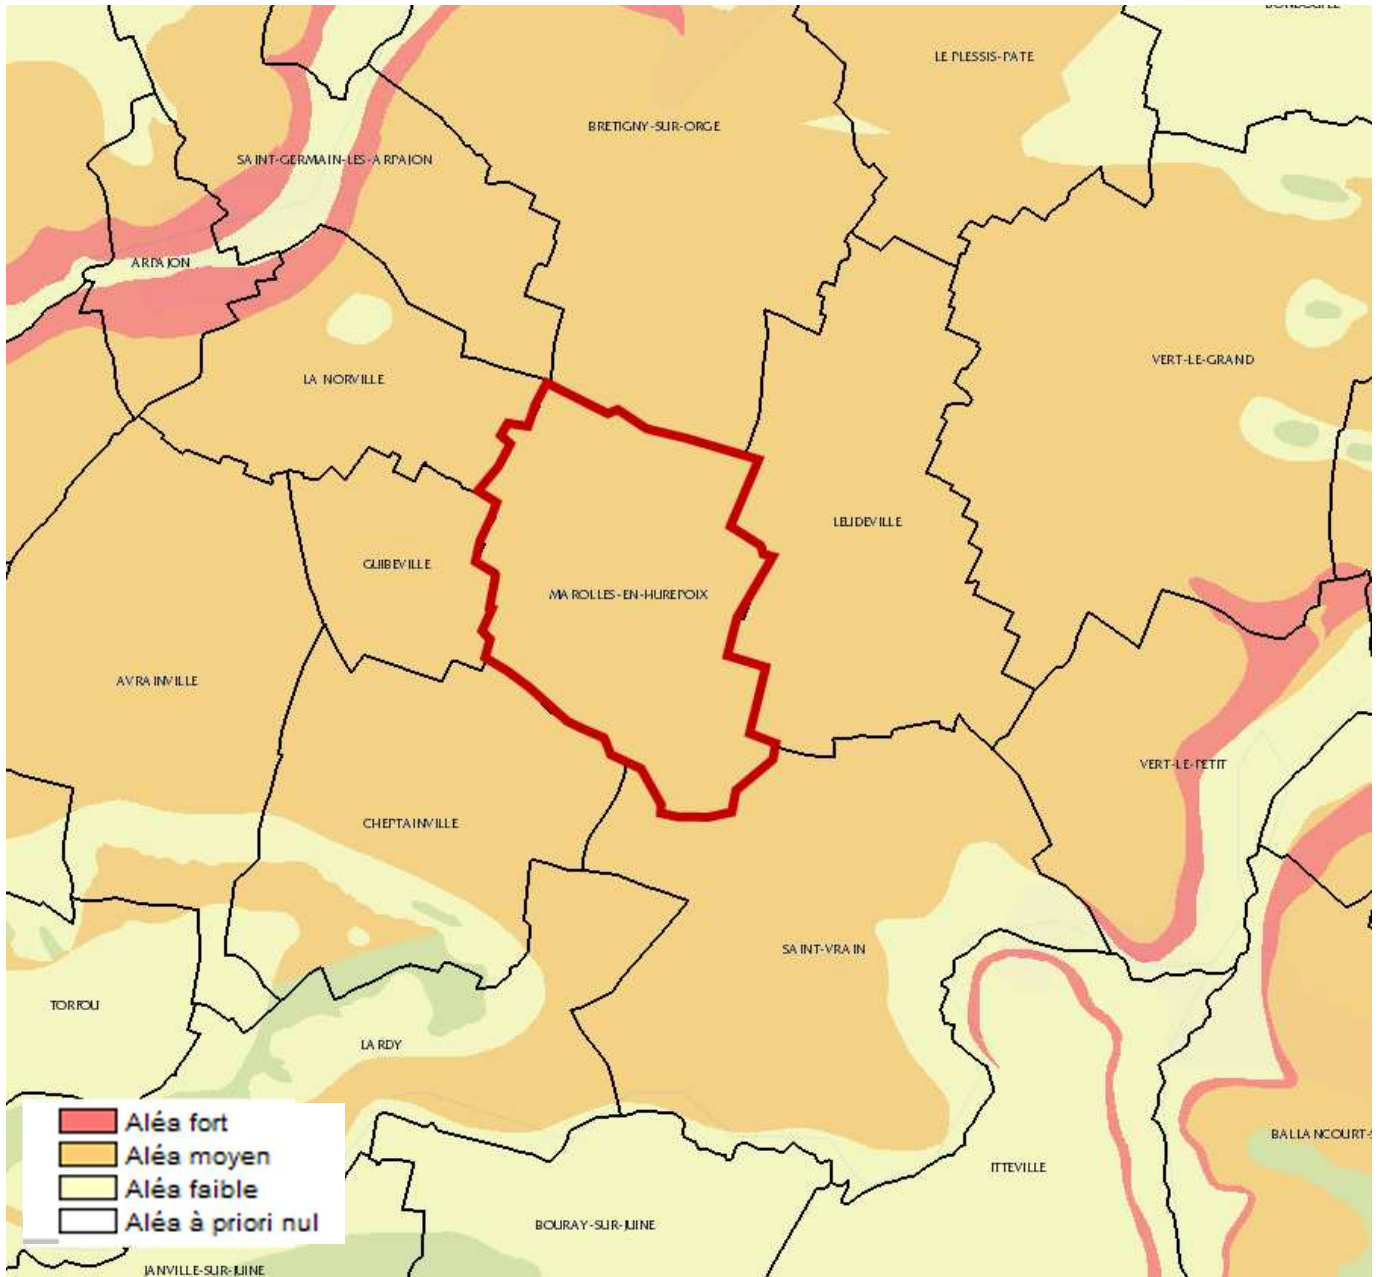 LE PLESSIS-PATE
BRETIGNY-SUR-ORGE
SAINT-GERMAIN-LES-ARPAJON
ARPAJON
VERT-LE-GRAND
LA NORVILLE
LEUDEVILLE
GUIBEVILLE
MAROLLES-EN-HUREPOIX
AVRAINVILLE
VERT-LE-PETIT
CHEPTAINVILLE
SAINT-VRAIN
TORFOU
LARDY
Aléa fort
Aléa moyen
Aléa faible
Aléa à priori nul
BALLANCOURT-S
ITTEVILLE
BOURAY-SUR-JUINE
JANVILLE-SUR-JUINE